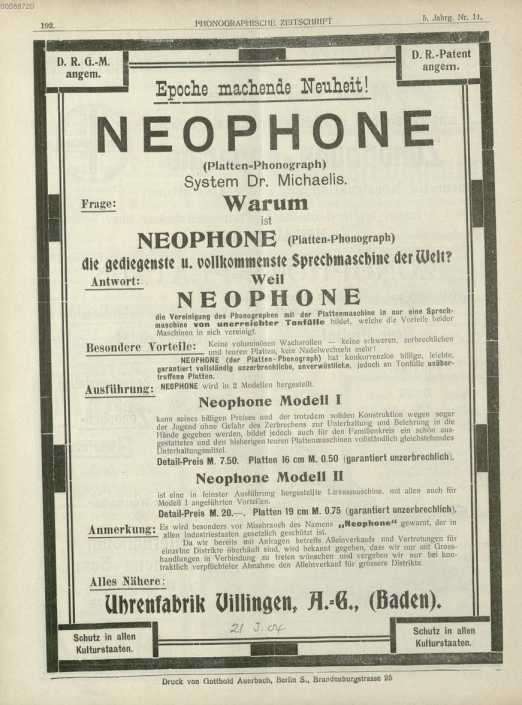 00068720
192.
PHONOGRAPHISCHE ZEITSCHRIFT
5. Jahrg. Nr. 11.
D. R. G.-M.
angem.
D. R.-Patent
angem.
Epoche machende Neuheit!
NEOPHONE
(Platten-Phonograph)
System Dr. Michaelis.
Frage:
Warum
ist
NEOPHONE (Platten-Phonograph)
die gediegenste u. vollkommenste Sprechmaschine der Welt?
Antwort:
Weil
NEOPHONE
die Vereinigung des Phonographen mit der Plattenmaschine in nur eine Sprech-
maschine von unerreichter Tonfülle bildet, welche die Vorteile beider
Maschinen in sich vereinigt.
Besondere Vorteile: Keine voluminösen Wachsrollen — keine schweren, zerbrechlichen
und teuren Platten, kein Nadelwechseln mehr!
NEOPHONE (der Platten-Phonograph) hat konkurrenzlos billige, leichte,
garantiert vollständig unzerbrechliche, unverwüstliche, jedoch an Tonfülle unüber-
troffene Platten.
Ausführung: NEOPHONE wird in 2 Modellen hergestellt.
Neophone Modell I
kann seines billigen Preises und der trotzdem soliden Konstruktion wegen sogar
der Jugend ohne Gefahr des Zerbrechens zur Unterhaltung und Belehrung in die
Hände gegeben werden, bildet jedoch auch für den Familienkreis ein schön aus-
gestattetes und den bisherigen teuren Plattenmaschinen vollständig gleichstehendes
Unterhaltungsmittel.
Detail-Preis M. 7.50. Platten 16 cm M. 0.50 (garantiert unzerbrechlich).
Neophone Modell II
ist eine in feinster Ausführung hergestellte Luxusmaschine, mit allen auch für
Modell I angeführten Vorteilen.
Detail-Preis M. 20.—. Platten 19 cm M. 0.75 (garantiert unzerbrechlich).
Anmerkung: Es wird besonders vor Missbrauch des Namens „Neophone“ gewarnt, der in
allen Industriestaaten gesetzlich geschützt ist.
Da wir bereits mit Anfragen betreffs Alleinverkaufs und Vertretungen für
einzelne Distrikte überhäuft sind, wird bekannt gegeben, dass wir nur mit Gross-
handlungen in Verbindung zu treten wünschen und vergeben wir nur bei kon-
traktlich verpflichteter Abnahme den Alleinverkauf für grössere Distrikte.
Alles Nähere:
Uhrenfabrik Villingen, A.-G., (Baden).
Schutz in allen
Kulturstaaten.
Schutz in allen
Kulturstaaten.
Druck von Gotthold Auerbach, Berlin S., Brandenburgstrasse 25